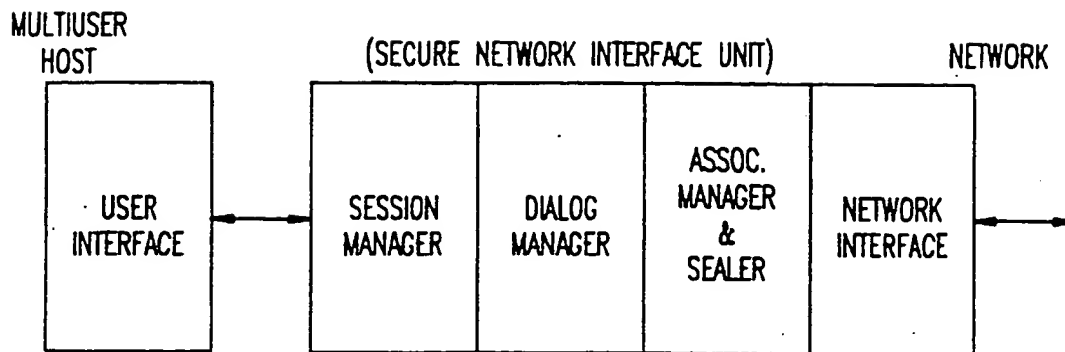 MULTIUSER
HOST
(SECURE NETWORK INTERFACE UNIT)
NETWORK
USER
INTERFACE
SESSION
MANAGER
DIALOG
MANAGER
ASSOC.
MANAGER
&
SEALER
NETWORK
INTERFACE